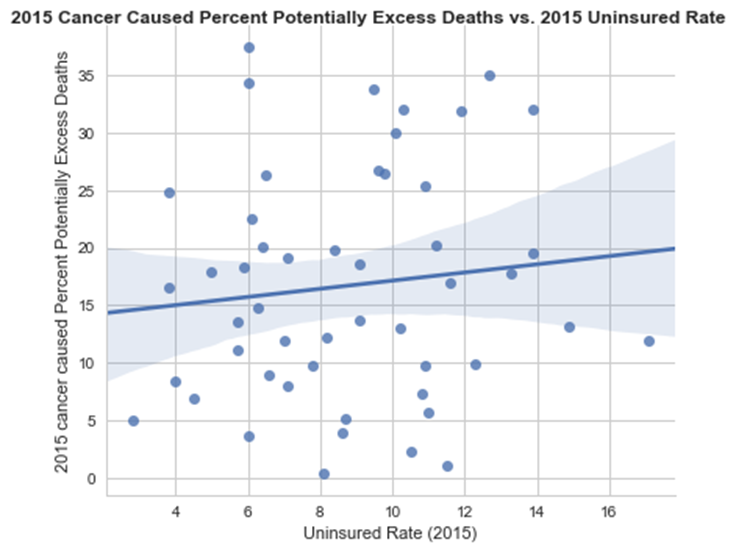 2015 Cancer Caused Percent Potentially Excess Deaths vs. 2015 Uninsured Rate
2015 cancer caused Percent Potentially Excess Deaths
35
30
25
20
15
10
5
0
4 6 8 10 12 14 16
Uninsured Rate (2015)